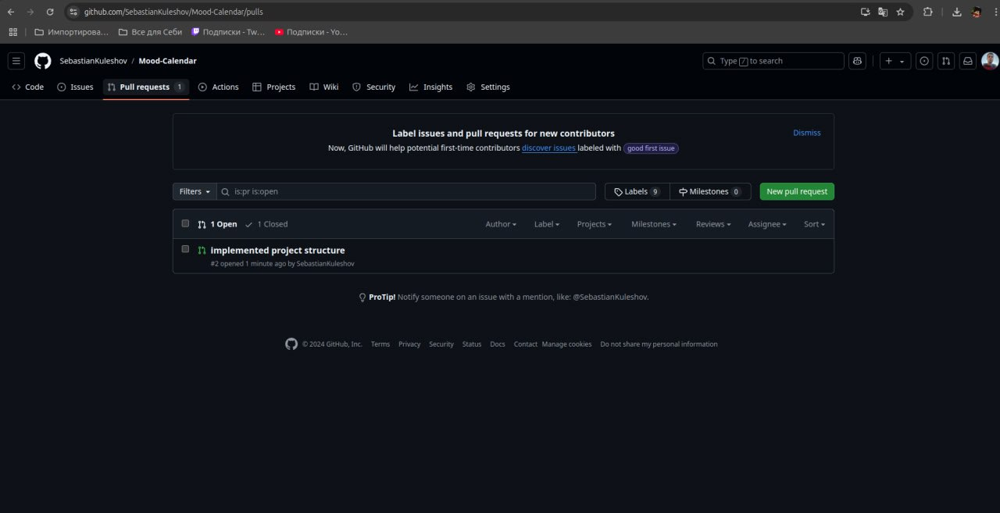 github.com/SebastianKuleshov/Mood-Calendar/pulls
Импортирова... Все для Себи Подписки - Tw... Подписки - Yo...
SebastianKuleshov / Mood-Calendar Type / to search
Code Issues Pull requests 1 Actions Projects Wiki Security Insights Settings
Label issues and pull requests for new contributors
Dismiss
Now, GitHub will help potential first-time contributors discover issues labeled with good first issue
Filters is:pr is:open Labels 9 Milestones 0 New pull request
1 Open 1 Closed Author Label Projects Milestones Reviews Assignee Sort
implemented project structure
#2 opened 1 minute ago by SebastianKuleshov
ProTip! Notify someone on an issue with a mention, like: @SebastianKuleshov.
© 2024 GitHub, Inc. Terms Privacy Security Status Docs Contact Manage cookies Do not share my personal information